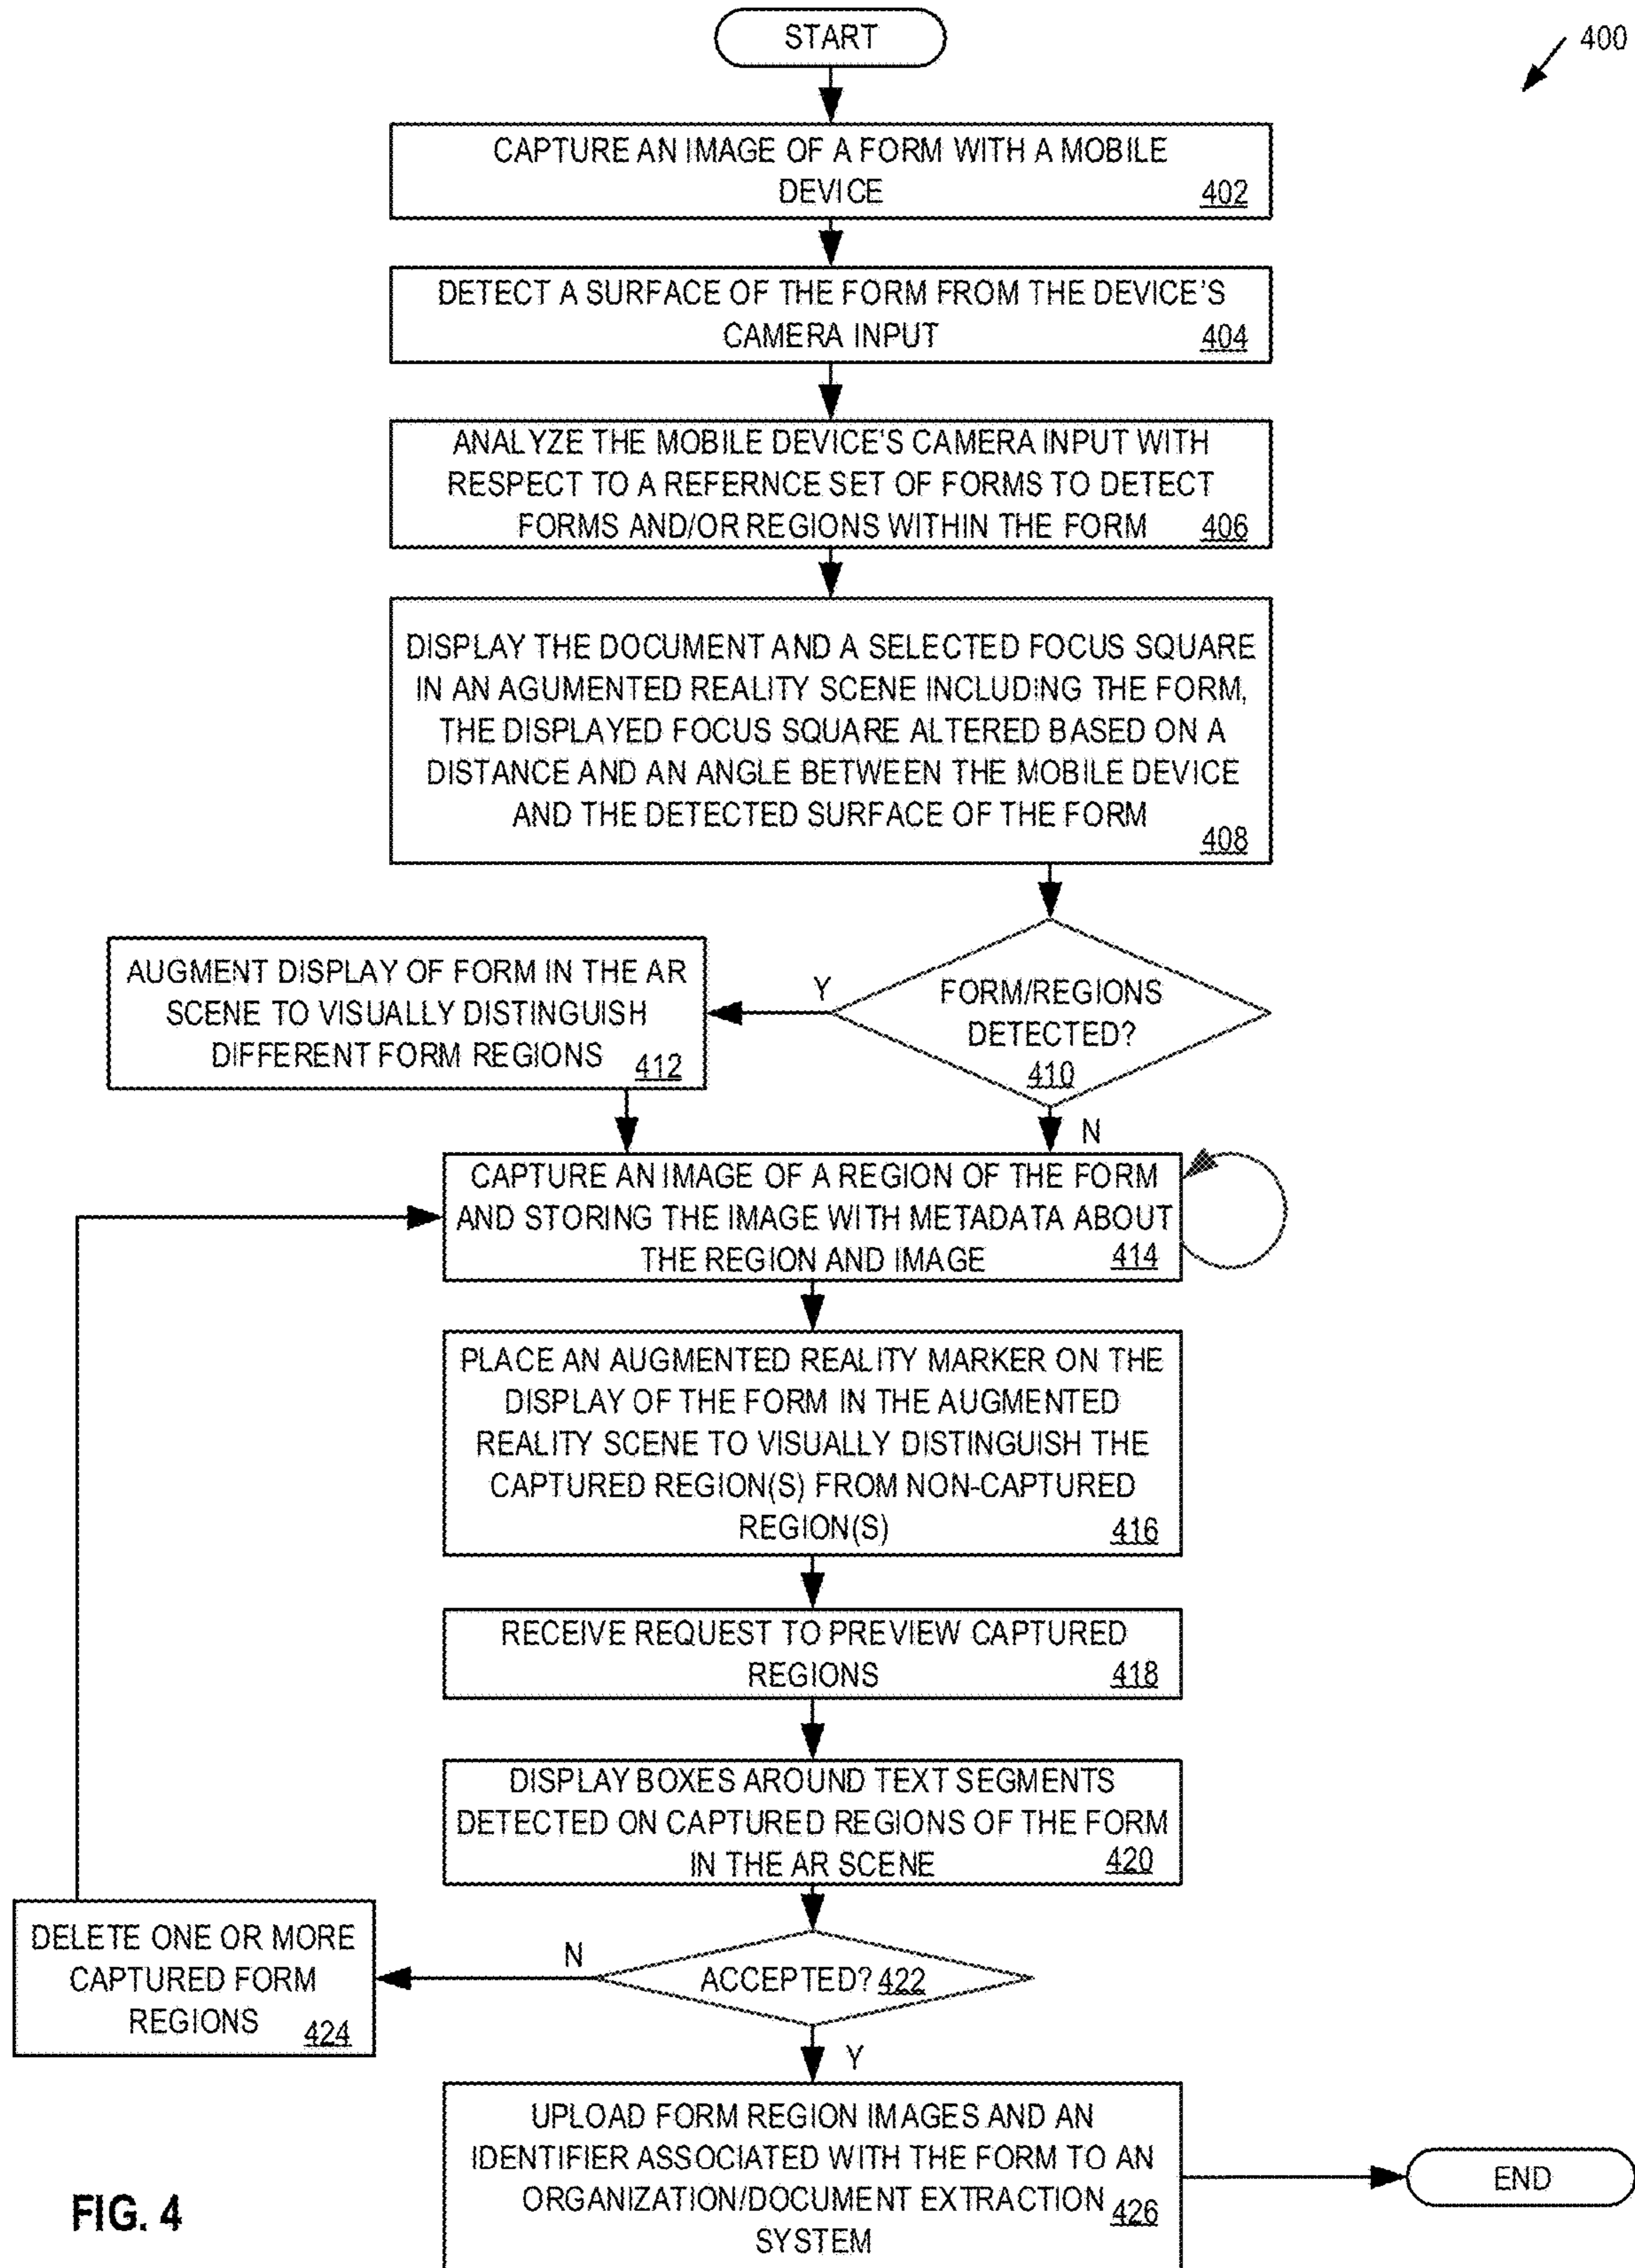 START
400
CAPTURE AN IMAGE OF A FORM WITH A MOBILE
DEVICE
402
DETECT A SURFACE OF THE FORM FROM THE DEVICE'S
CAMERA INPUT
404
ANALYZE THE MOBILE DEVICE'S CAMERA INPUT WITH
RESPECT TO A REFERNCE SET OF FORMS TO DETECT
FORMS AND/OR REGIONS WITHIN THE FORM
406
DISPLAY THE DOCUMENT AND A SELECTED FOCUS SQUARE
IN AN AGUMENTED REALITY SCENE INCLUDING THE FORM,
THE DISPLAYED FOCUS SQUARE ALTERED BASED ON A
DISTANCE AND AN ANGLE BETWEEN THE MOBILE DEVICE
AND THE DETECTED SURFACE OF THE FORM
408
FORM/REGIONS
DETECTED?
410
Y
N
AUGMENT DISPLAY OF FORM IN THE AR
SCENE TO VISUALLY DISTINGUISH
DIFFERENT FORM REGIONS
412
CAPTURE AN IMAGE OF A REGION OF THE FORM
AND STORING THE IMAGE WITH METADATA ABOUT
THE REGION AND IMAGE
414
PLACE AN AUGMENTED REALITY MARKER ON THE
DISPLAY OF THE FORM IN THE AUGMENTED
REALITY SCENE TO VISUALLY DISTINGUISH THE
CAPTURED REGION(S) FROM NON-CAPTURED
REGION(S)
416
RECEIVE REQUEST TO PREVIEW CAPTURED
REGIONS
418
DISPLAY BOXES AROUND TEXT SEGMENTS
DETECTED ON CAPTURED REGIONS OF THE FORM
IN THE AR SCENE
420
ACCEPTED? 422
N
Y
DELETE ONE OR MORE
CAPTURED FORM
REGIONS
424
UPLOAD FORM REGION IMAGES AND AN
IDENTIFIER ASSOCIATED WITH THE FORM TO AN
ORGANIZATION/DOCUMENT EXTRACTION
SYSTEM
426
END
FIG. 4